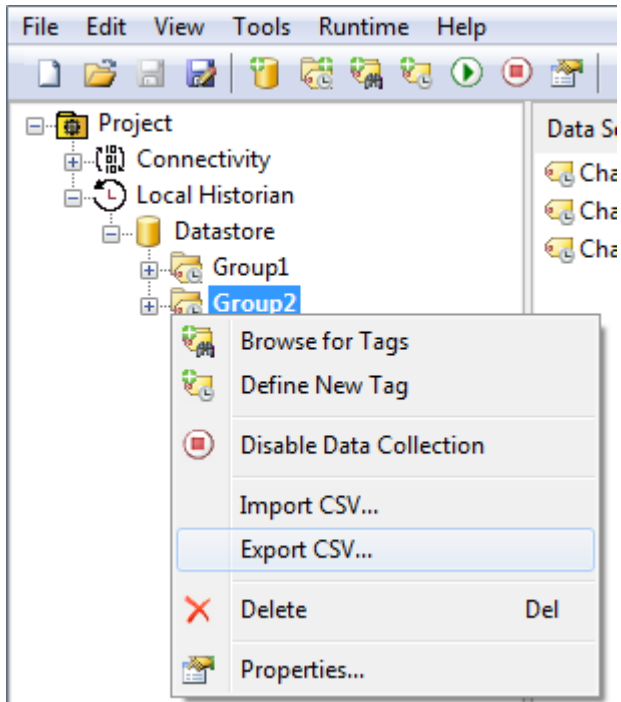 File Edit View Tools Runtime Help
Project
Connectivity
Local Historian
Datastore
Group1
Group2
Data S
Cha
Cha
Cha
Browse for Tags
Define New Tag
Disable Data Collection
Import CSV...
Export CSV...
Delete Del
Properties...